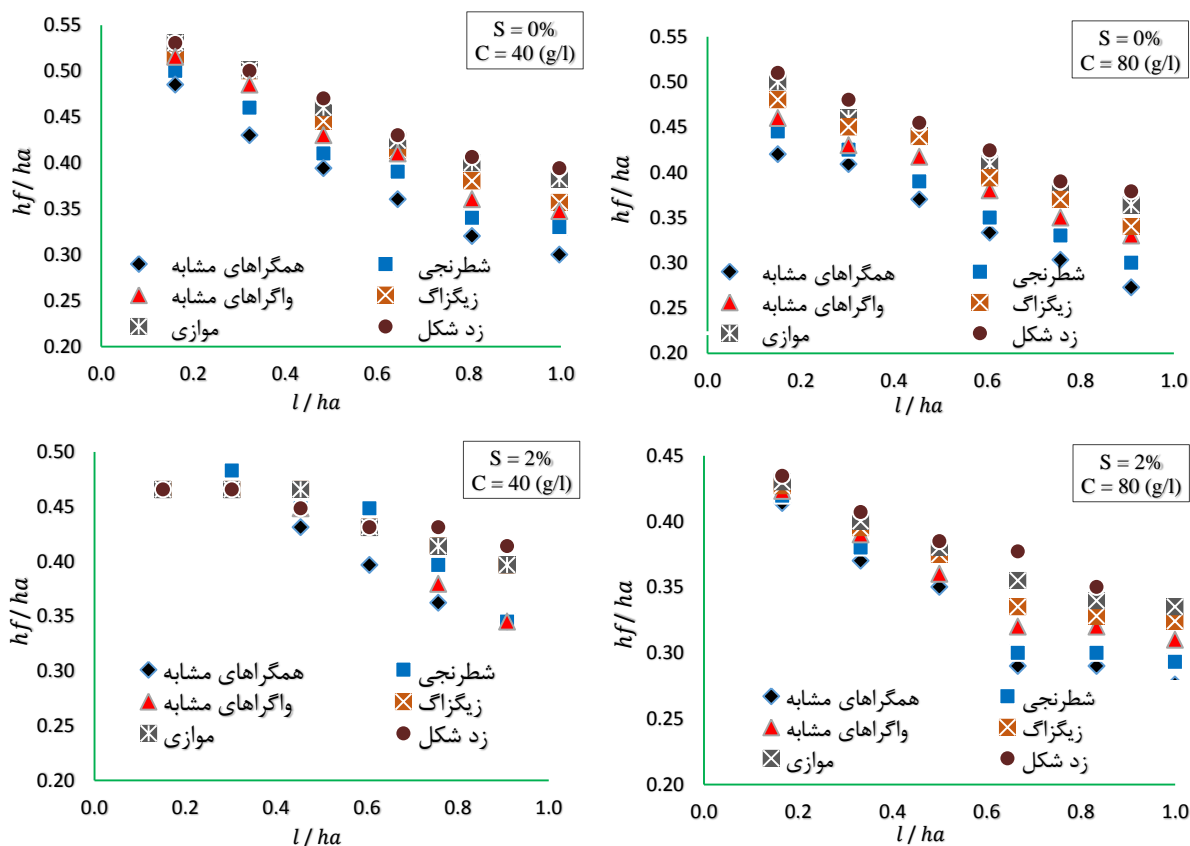 S = 0%
C = 40 (g/l)
hf / ha
0.55
0.50
0.45
0.40
0.35
0.30
0.25
0.20
همگراهای مشابه
شطرنجی
واگراهای مشابه
زیگزاگ
موازی
زد شکل
0.0 0.2 0.4 0.6 0.8 1.0
l / ha
S = 0%
C = 80 (g/l)
hf / ha
0.55
0.50
0.45
0.40
0.35
0.30
0.25
0.20
همگراهای مشابه
شطرنجی
واگراهای مشابه
زیگزاگ
موازی
زد شکل
0.0 0.2 0.4 0.6 0.8 1.0
l / ha
S = 2%
C = 40 (g/l)
hf / ha
0.50
0.45
0.40
0.35
0.30
0.25
0.20
همگراهای مشابه
شطرنجی
واگراهای مشابه
زیگزاگ
موازی
زد شکل
0.0 0.2 0.4 0.6 0.8 1.0
l / ha
S = 2%
C = 80 (g/l)
hf / ha
0.45
0.40
0.35
0.30
0.25
0.20
همگراهای مشابه
شطرنجی
واگراهای مشابه
زیگزاگ
موازی
زد شکل
0.0 0.2 0.4 0.6 0.8 1.0
l / ha